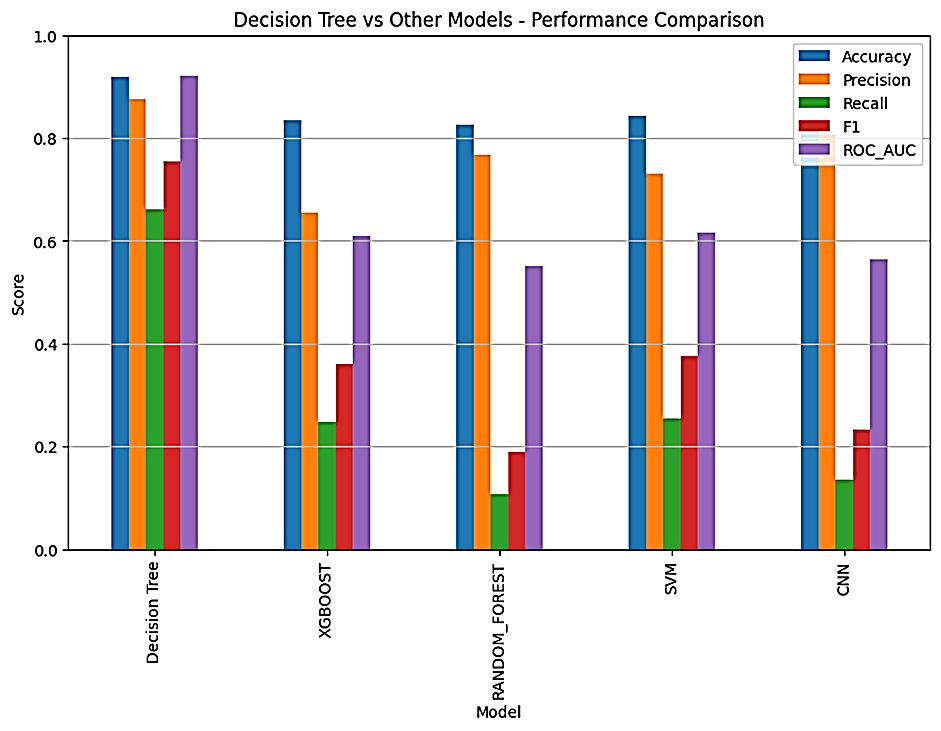 Decision Tree vs Other Models - Performance Comparison
1.0
0.8
0.6
0.4
0.2
0.0
Score
Accuracy
Precision
Recall
F1
ROC_AUC
Decision Tree
XGBOOST
RANDOM_FOREST
SVM
CNN
Model